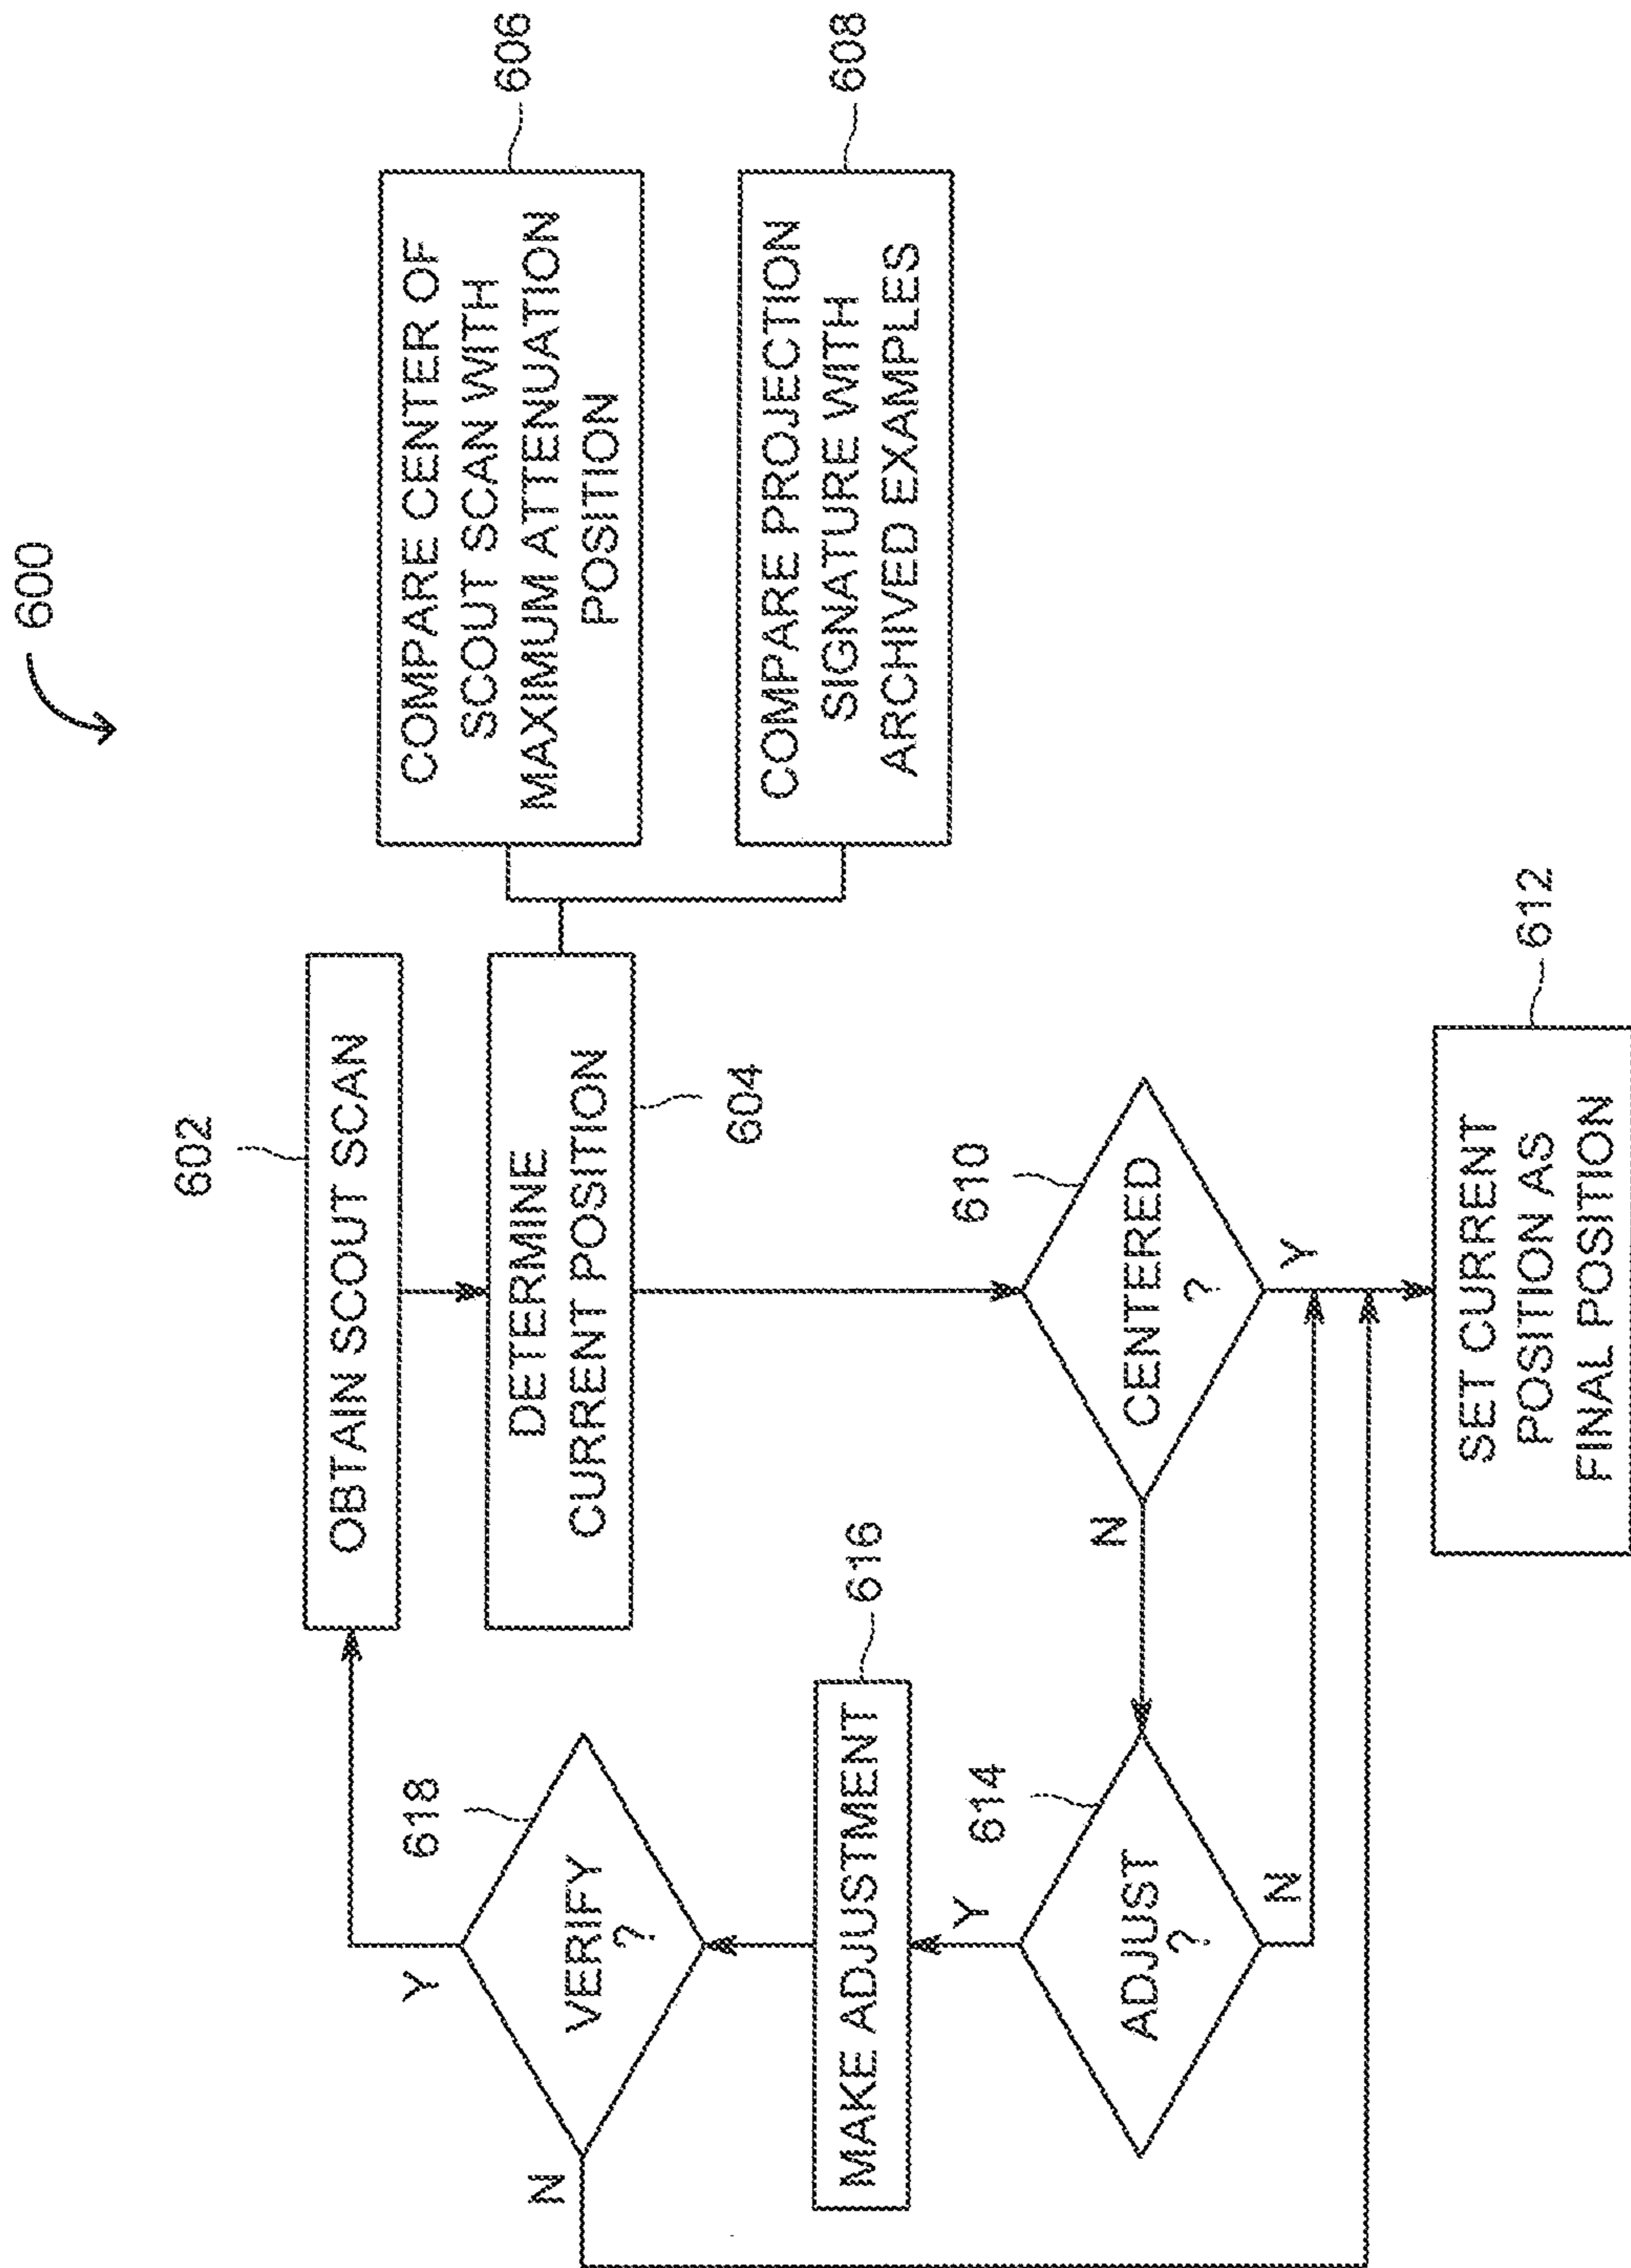 600
602
OBTAIN SCOUT SCAN
DETERMINE
CURRENT POSITION
604
COMPARE CENTER OF
SCOUT SCAN WITH
MAXIMUM ATTENUATION
POSITION
606
COMPARE PROJECTION
SIGNATURE WITH
ARCHIVED EXAMPLES
608
618
Y
VERIFY
?
N
MAKE ADJUSTMENT
616
Y
614
ADJUST
?
N
N
610
CENTERED
?
Y
SET CURRENT
POSITION AS
FINAL POSITION
612